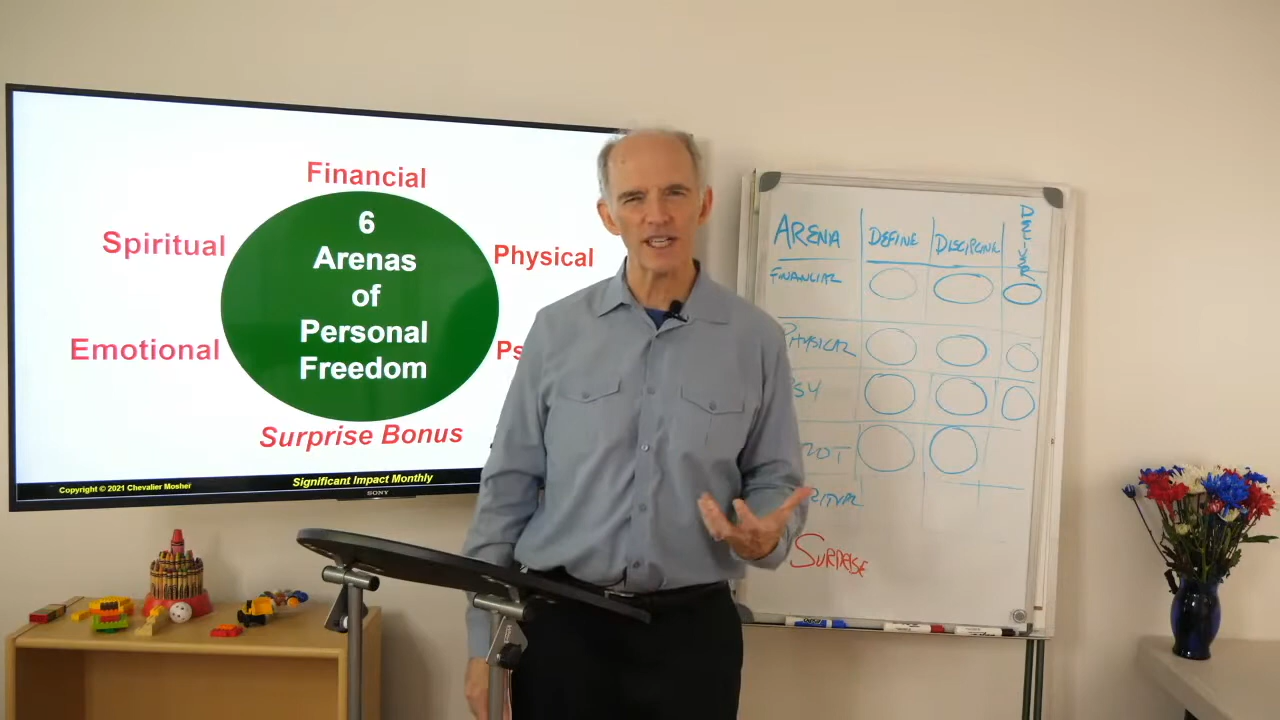 Financial
Spiritual
Physical
Emotional
6
Arenas
of
Personal
Freedom
Surprise Bonus
Copyright © 2021 Chevalier Mosher
Significant Impact Monthly
SONY
ARENA
DEFINE
DISCIPLINE
FINANCIAL
PHYSICAL
SURPRISE